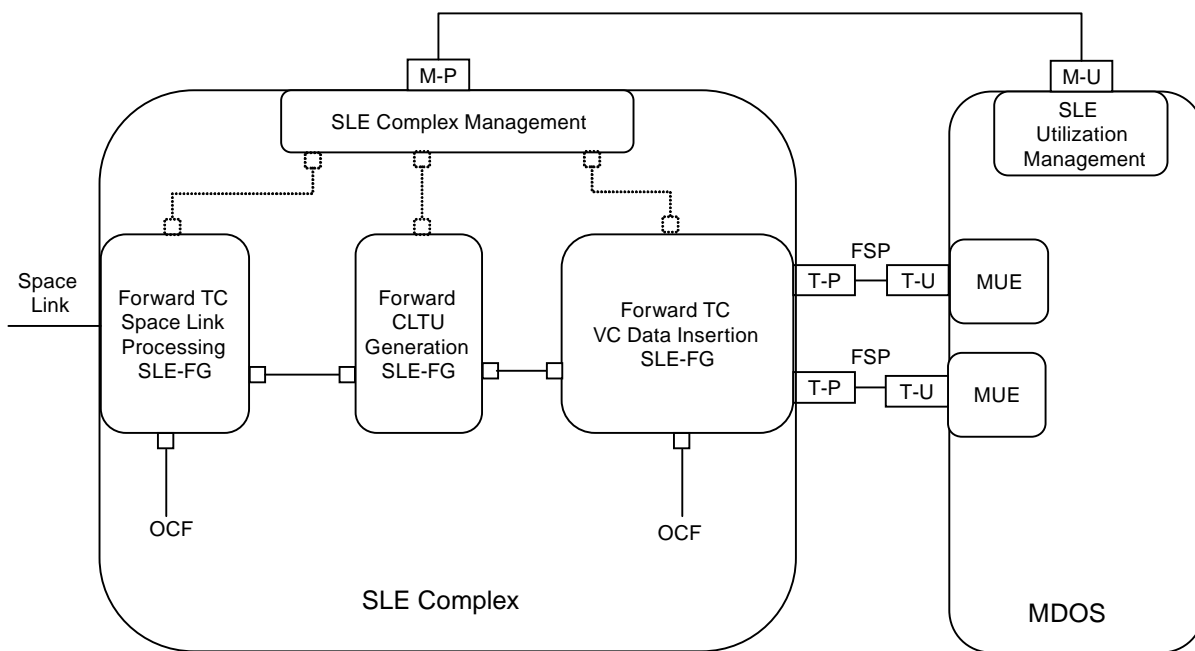 M-P
M-U
SLE Complex Management
SLE
Utilization
Management
Space
Link
Forward TC
Space Link
Processing
SLE-FG
Forward
CLTU
Generation
SLE-FG
Forward TC
VC Data Insertion
SLE-FG
FSP
T-P
T-U
MUE
FSP
T-P
T-U
MUE
OCF
OCF
SLE Complex
MDOS